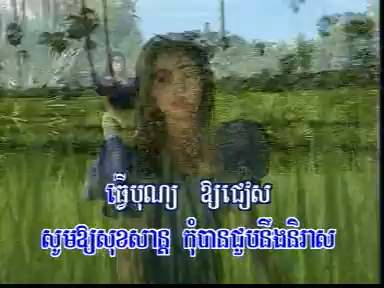 ធ្វើបុណ្យ ឱ្យជៀស
សូមឱ្យសុខសាន្ត កុំបានជួបនឹងនិរាស